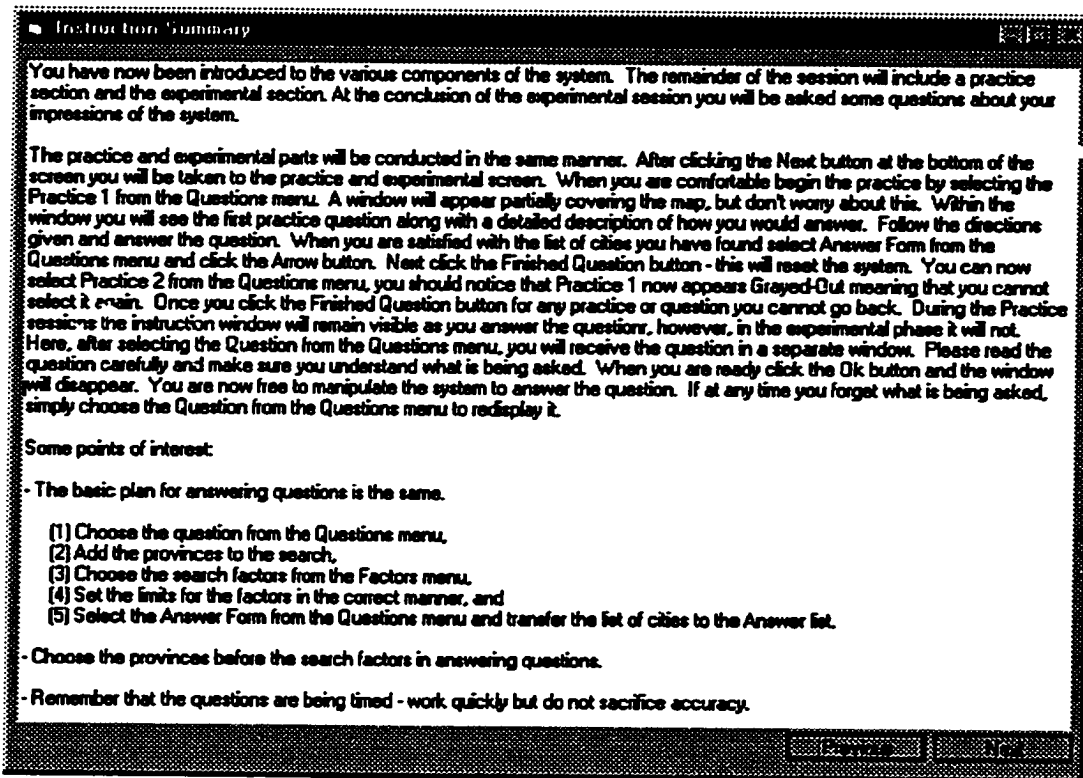 Instruction Summary
You have now been introduced to the various components of the system. The remainder of the session will include a practice
section and the experimental section. At the conclusion of the experimental session you will be asked some questions about your
impressions of the system.
The practice and experimental parts will be conducted in the same manner. After clicking the Next button at the bottom of the
screen you will be taken to the practice and experimental screen. When you are comfortable begin the practice by selecting the
Practice 1 from the Questions menu. A window will appear partially covering the map, but don't worry about this. Within the
window you will see the first practice question along with a detailed description of how you would answer. Follow the directions
given and answer the question. When you are satisfied with the list of cities you have found select Answer Form from the
Questions menu and click the Arrow button. Next click the Finished Question button - this will reset the system. You can now
select Practice 2 from the Questions menu, you should notice that Practice 1 now appears Grayed-Out meaning that you cannot
select it again. Once you click the Finished Question button for any practice or question you cannot go back. During the Practice
sessions the instruction window will remain visible as you answer the questionr, however, in the experimental phase it will not.
Here, after selecting the Question from the Questions menu, you will receive the question in a separate window. Please read the
question carefully and make sure you understand what is being asked. When you are ready click the Ok button and the window
will disappear. You are now free to manipulate the system to answer the question. If at any time you forget what is being asked,
simply choose the Question from the Questions menu to redisplay it.
Some points of interest:
- The basic plan for answering questions is the same.
(1) Choose the question from the Questions menu,
(2) Add the provinces to the search,
(3) Choose the search factors from the Factors menu,
(4) Set the limits for the factors in the correct manner, and
(5) Select the Answer Form from the Questions menu and transfer the list of cities to the Answer list.
- Choose the provinces before the search factors in answering questions.
- Remember that the questions are being timed - work quickly but do not sacrifice accuracy.
Previous Next